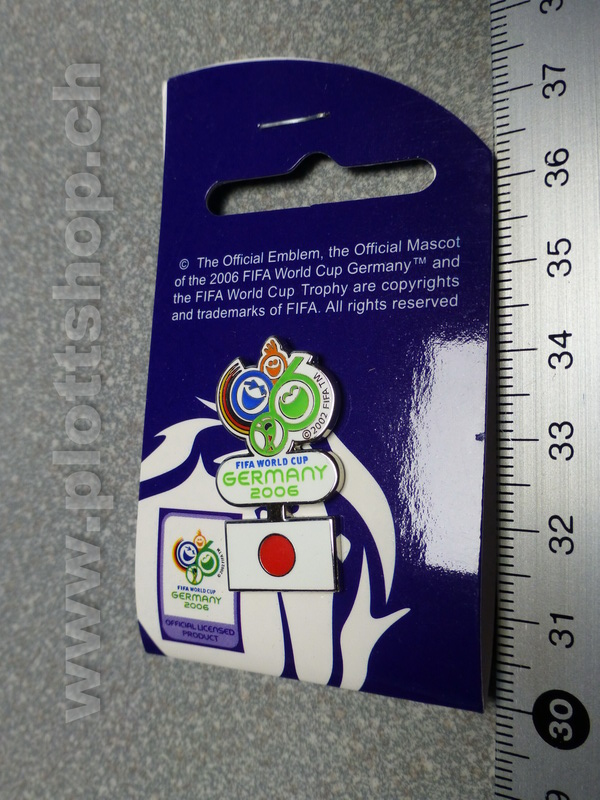 www.plottshop.ch
© The Official Emblem, the Official Mascot
of the 2006 FIFA World Cup Germany™ and
the FIFA World Cup Trophy are copyrights
and trademarks of FIFA. All rights reserved
©2002 FIFA TM
FIFA WORLD CUP
GERMANY
2006
FIFA WORLD CUP
GERMANY
2006
OFFICIAL LICENSED
PRODUCT
37
36
35
34
33
32
31
30